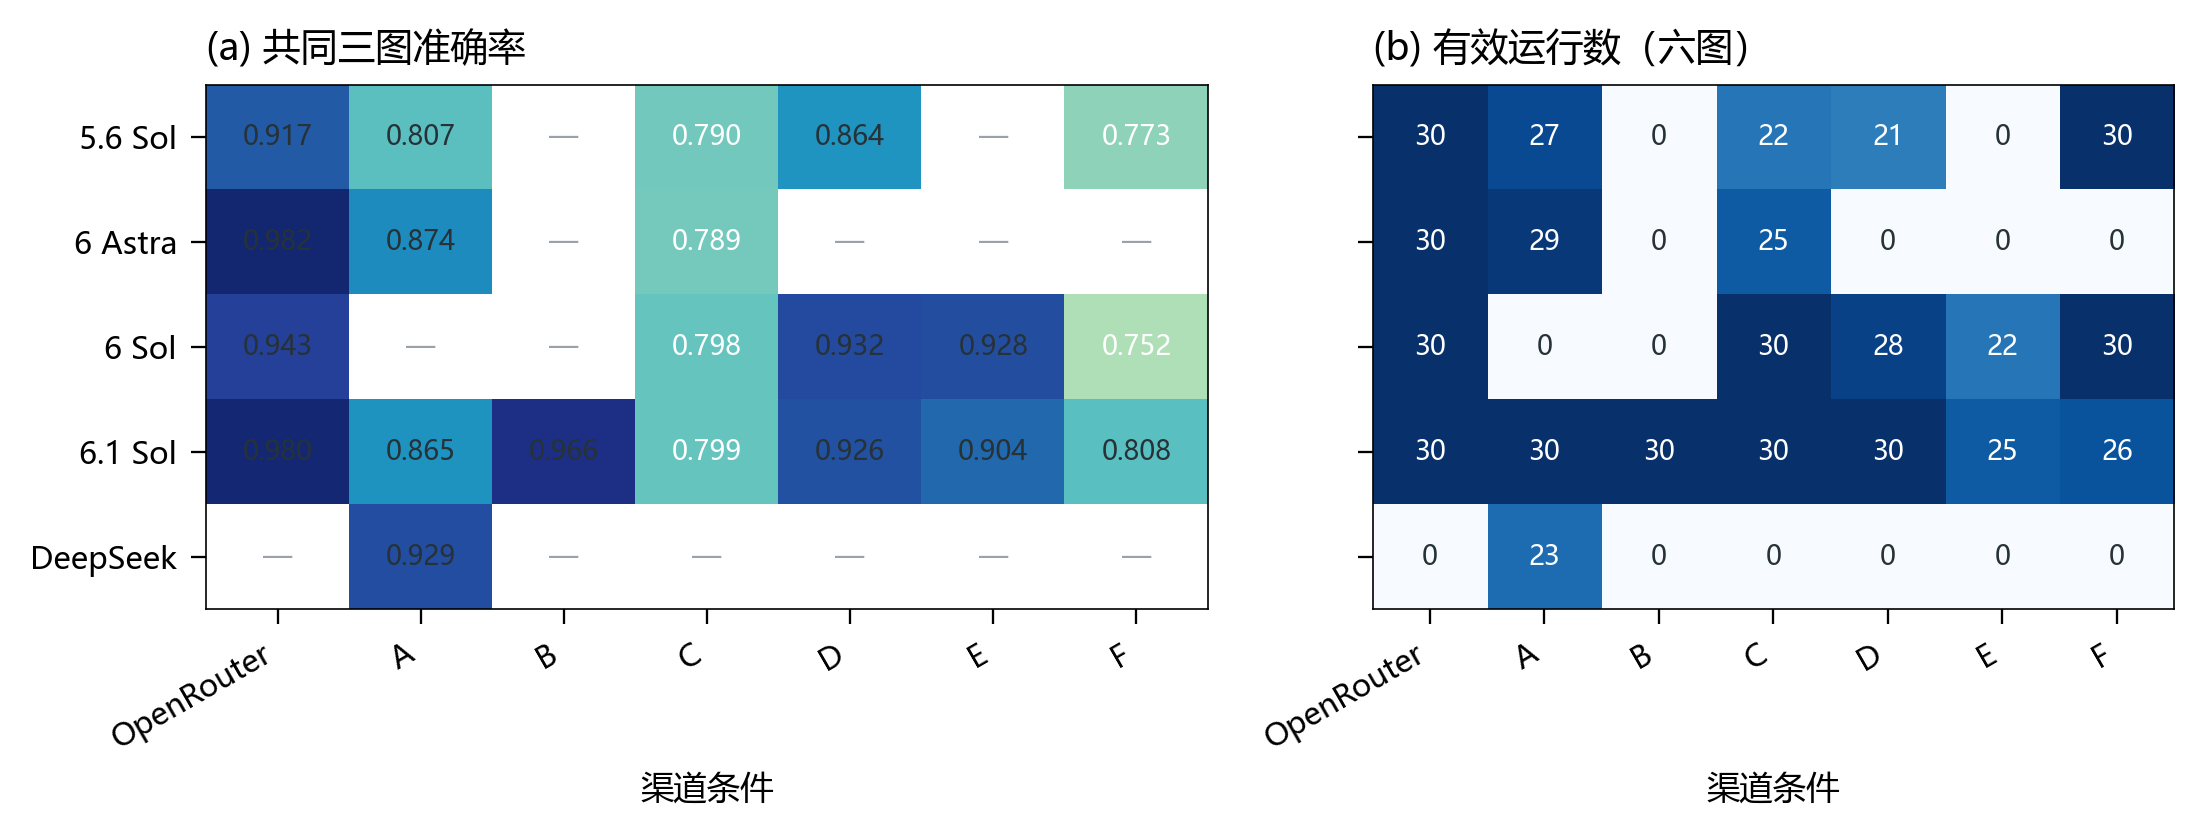 (a) 共同三图准确率
5.6 Sol 0.917 0.807 — 0.790 0.864 — 0.773
6 Astra 0.982 0.874 — 0.789 — — —
6 Sol 0.943 — — 0.798 0.932 0.928 0.752
6.1 Sol 0.980 0.865 0.966 0.799 0.926 0.904 0.808
DeepSeek — 0.929 — — — — —
OpenRouter A B C D E F
渠道条件
(b) 有效运行数（六图）
30 27 0 22 21 0 30
30 29 0 25 0 0 0
30 0 0 30 28 22 30
30 30 30 30 30 25 26
0 23 0 0 0 0 0
OpenRouter A B C D E F
渠道条件